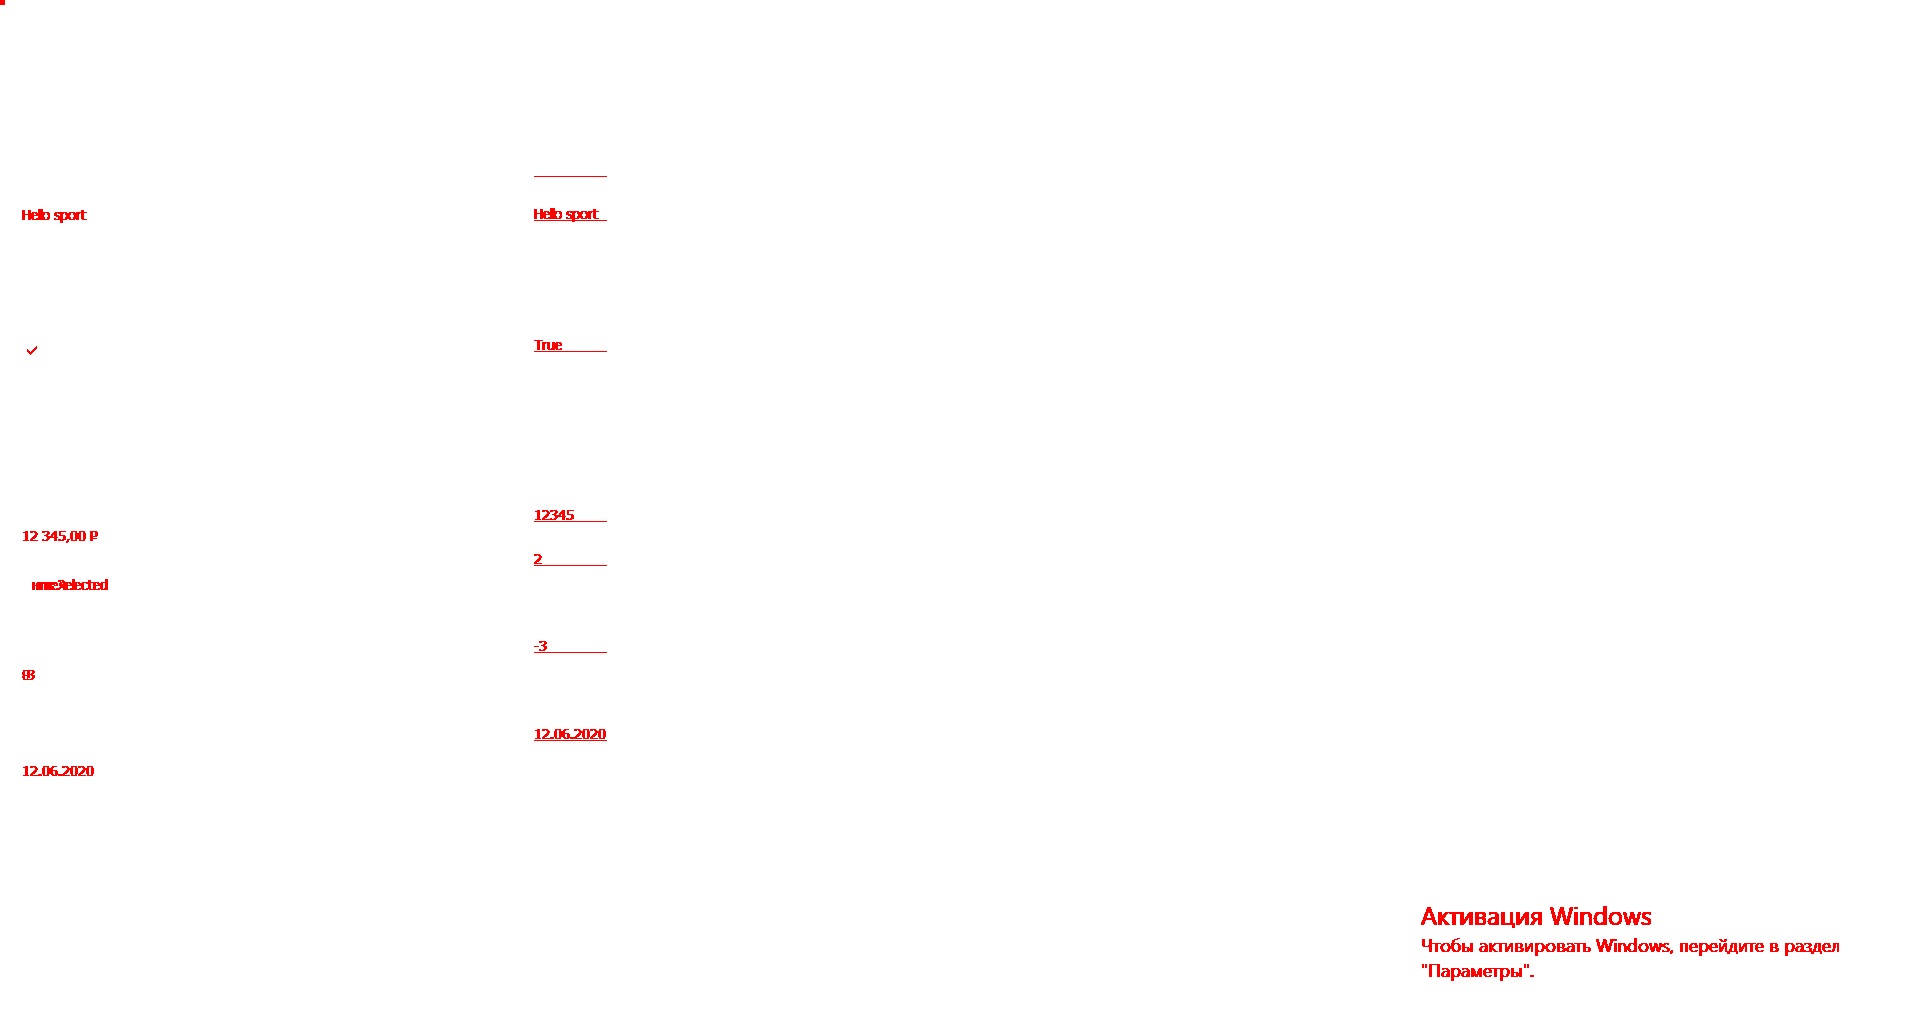 Hello sport
Hello sport
True
12345
12 345,00 ₽
2
-3
12.06.2020
12.06.2020
Активация Windows
Чтобы активировать Windows, перейдите в раздел
"Параметры".